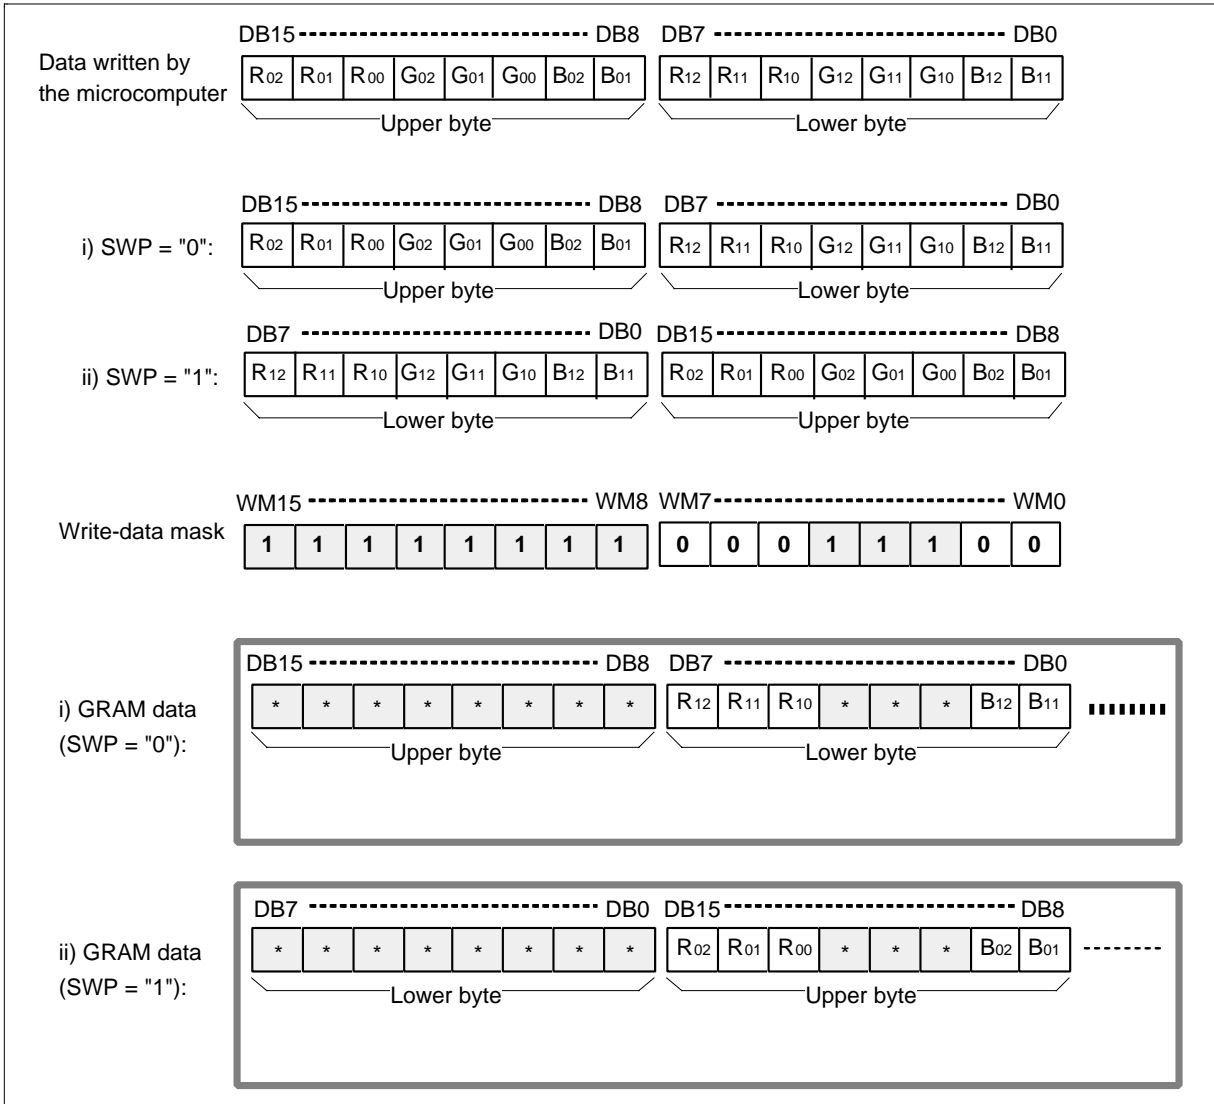 DB15 DB8 DB7 DB0
Data written by
the microcomputer
R02 R01 R00 G02 G01 G00 B02 B01 R12 R11 R10 G12 G11 G10 B12 B11
Upper byte Lower byte
DB15 DB8 DB7 DB0
i) SWP = "0": R02 R01 R00 G02 G01 G00 B02 B01 R12 R11 R10 G12 G11 G10 B12 B11
Upper byte Lower byte
DB7 DB0 DB15 DB8
ii) SWP = "1": R12 R11 R10 G12 G11 G10 B12 B11 R02 R01 R00 G02 G01 G00 B02 B01
Lower byte Upper byte
WM15 WM8 WM7 WM0
Write-data mask 1 1 1 1 1 1 1 1 0 0 0 1 1 1 0 0
DB15 DB8 DB7 DB0
i) GRAM data
(SWP = "0"):
* * * * * * * * R12 R11 R10 * * * B12 B11
Upper byte Lower byte
DB7 DB0 DB15 DB8
ii) GRAM data
(SWP = "1"):
* * * * * * * * R02 R01 R00 * * * B02 B01
Lower byte Upper byte